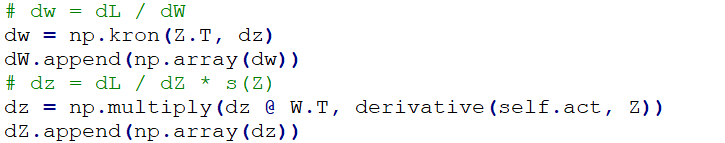 # dw = dL / dW
dw = np.kron(Z.T, dz)
dW.append(np.array(dw))
# dz = dL / dZ * s(Z)
dz = np.multiply(dz @ W.T, derivative(self.act, Z))
dZ.append(np.array(dz))